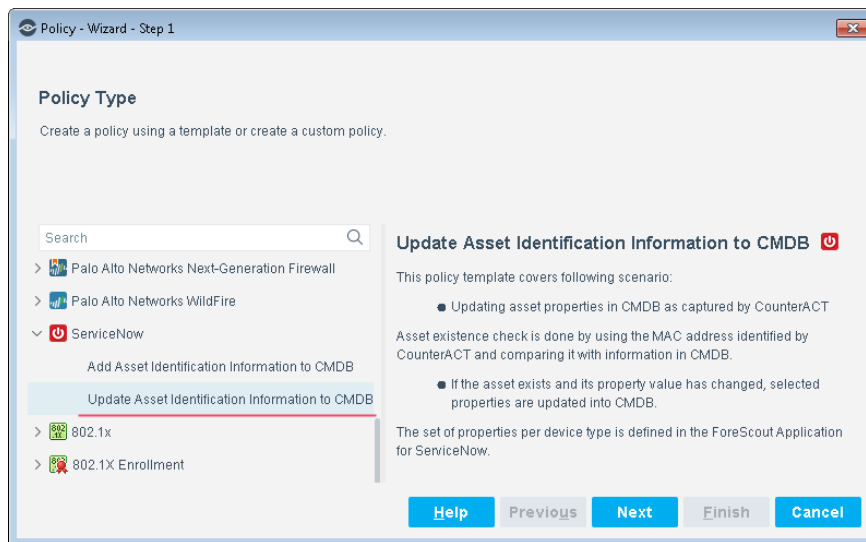 Policy - Wizard - Step 1
Policy Type
Create a policy using a template or create a custom policy.
Search
Palo Alto Networks Next-Generation Firewall
Palo Alto Networks WildFire
ServiceNow
Add Asset Identification Information to CMDB
Update Asset Identification Information to CMDB
802.1x
802.1X Enrollment
Update Asset Identification Information to CMDB
This policy template covers following scenario:
● Updating asset properties in CMDB as captured by CounterACT
Asset existence check is done by using the MAC address identified by
CounterACT and comparing it with information in CMDB.
● If the asset exists and its property value has changed, selected
properties are updated into CMDB.
The set of properties per device type is defined in the ForeScout Application
for ServiceNow.
Help Previous Next Finish Cancel